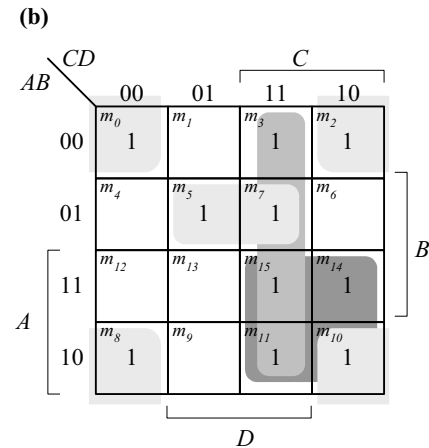 (b)
CD
C
AB
00 01 11 10
m0 m1 m3 m2
00 1 1 1
m4 m5 m7 m6
01 1 1
B
m12 m13 m15 m14
11 1 1
A
m8 m9 m11 m10
10 1 1 1
D